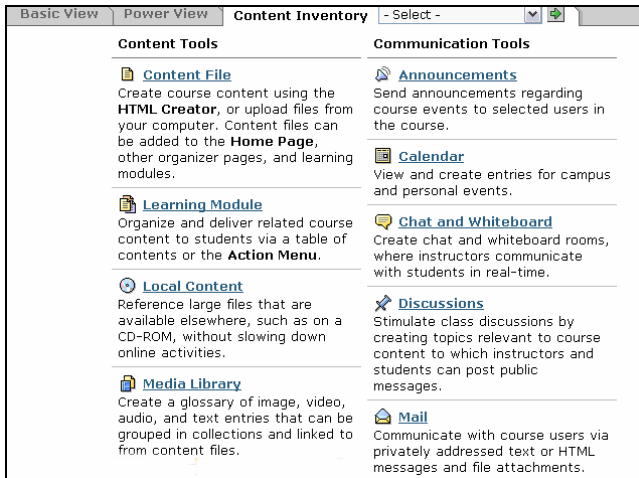 Basic View Power View Content Inventory - Select -
Content Tools
Content File
Create course content using the
HTML Creator, or upload files from
your computer. Content files can
be added to the Home Page,
other organizer pages, and learning
modules.
Learning Module
Organize and deliver related course
content to students via a table of
contents or the Action Menu.
Local Content
Reference large files that are
available elsewhere, such as on a
CD-ROM, without slowing down
online activities.
Media Library
Create a glossary of image, video,
audio, and text entries that can be
grouped in collections and linked to
from content files.
Communication Tools
Announcements
Send announcements regarding
course events to selected users in
the course.
Calendar
View and create entries for campus
and personal events.
Chat and Whiteboard
Create chat and whiteboard rooms,
where instructors communicate
with students in real-time.
Discussions
Stimulate class discussions by
creating topics relevant to course
content to which instructors and
students can post public
messages.
Mail
Communicate with course users via
privately addressed text or HTML
messages and file attachments.